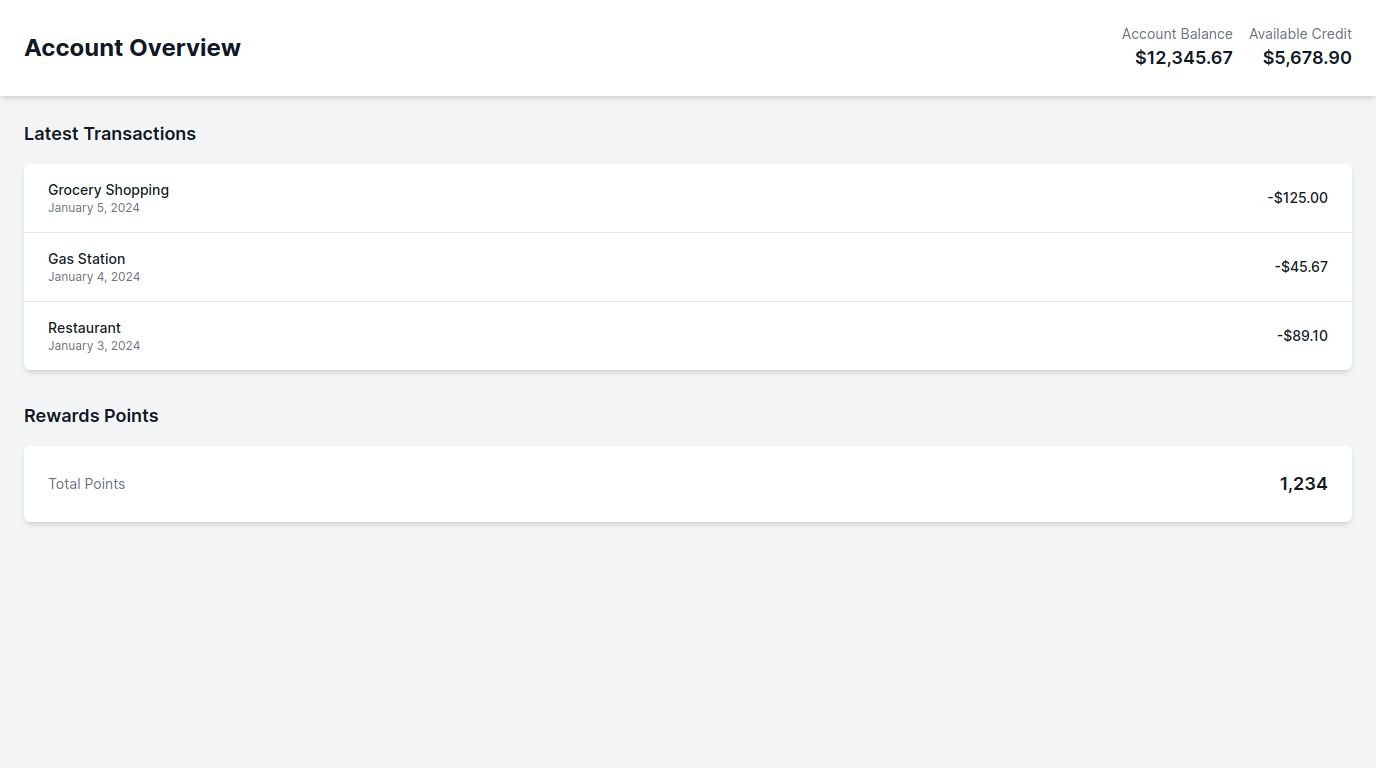 Account Overview
Account Balance
$12,345.67
Available Credit
$5,678.90
Latest Transactions
Grocery Shopping
January 5, 2024
-$125.00
Gas Station
January 4, 2024
-$45.67
Restaurant
January 3, 2024
-$89.10
Rewards Points
Total Points
1,234